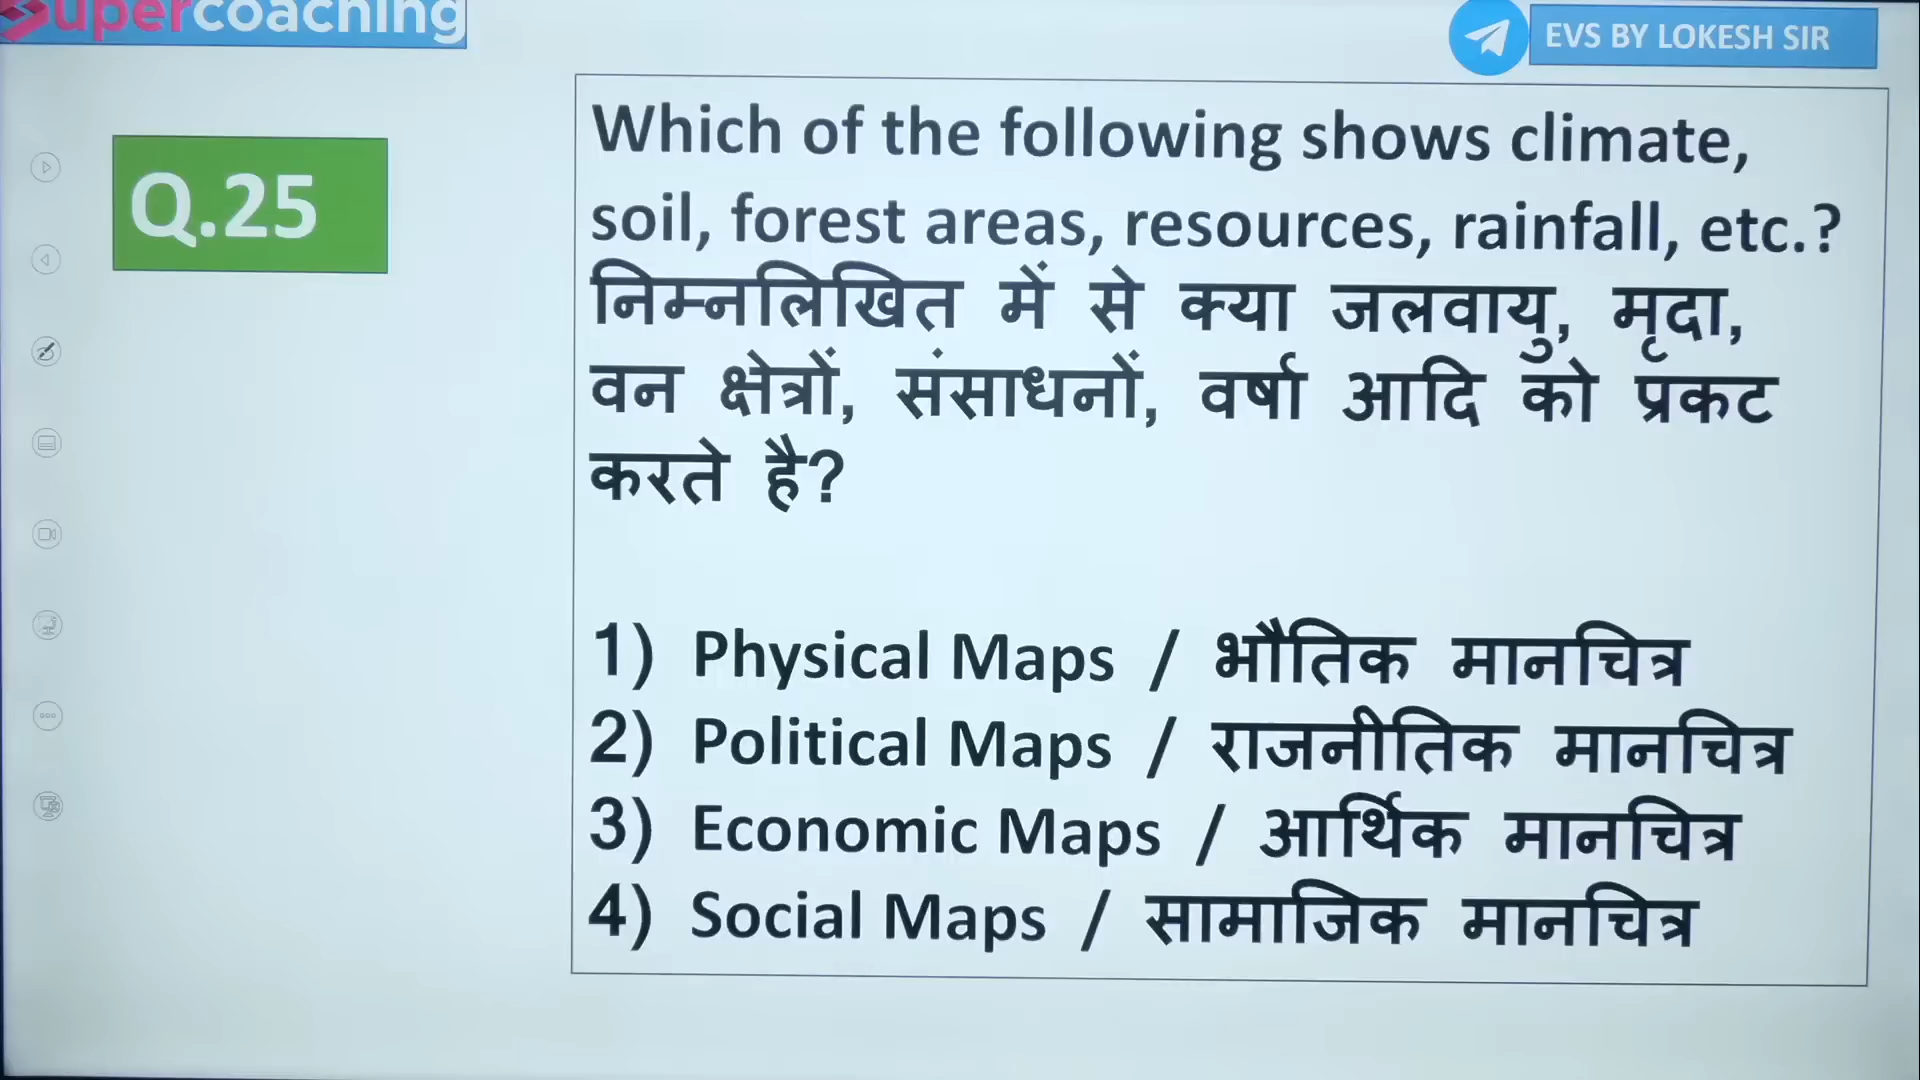 Supercoaching
EVS BY LOKESH SIR
Q.25
Which of the following shows climate,
soil, forest areas, resources, rainfall, etc.?
निम्नलिखित में से क्या जलवायु, मृदा,
वन क्षेत्रों, संसाधनों, वर्षा आदि को प्रकट
करते है?
1) Physical Maps / भौतिक मानचित्र
2) Political Maps / राजनीतिक मानचित्र
3) Economic Maps / आर्थिक मानचित्र
4) Social Maps / सामाजिक मानचित्र